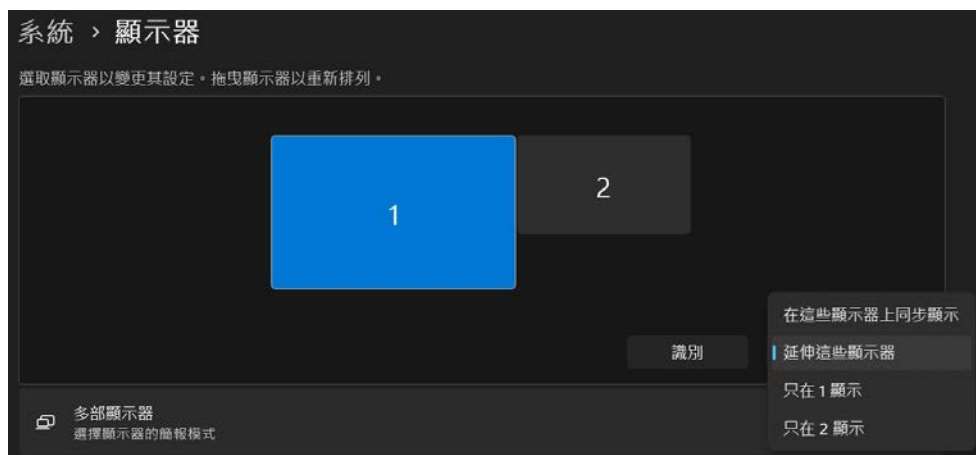 系統 › 顯示器
選取顯示器以變更其設定。拖曳顯示器以重新排列。
1
2
識別
在這些顯示器上同步顯示
延伸這些顯示器
只在 1 顯示
只在 2 顯示
多部顯示器
選擇顯示器的簡報模式